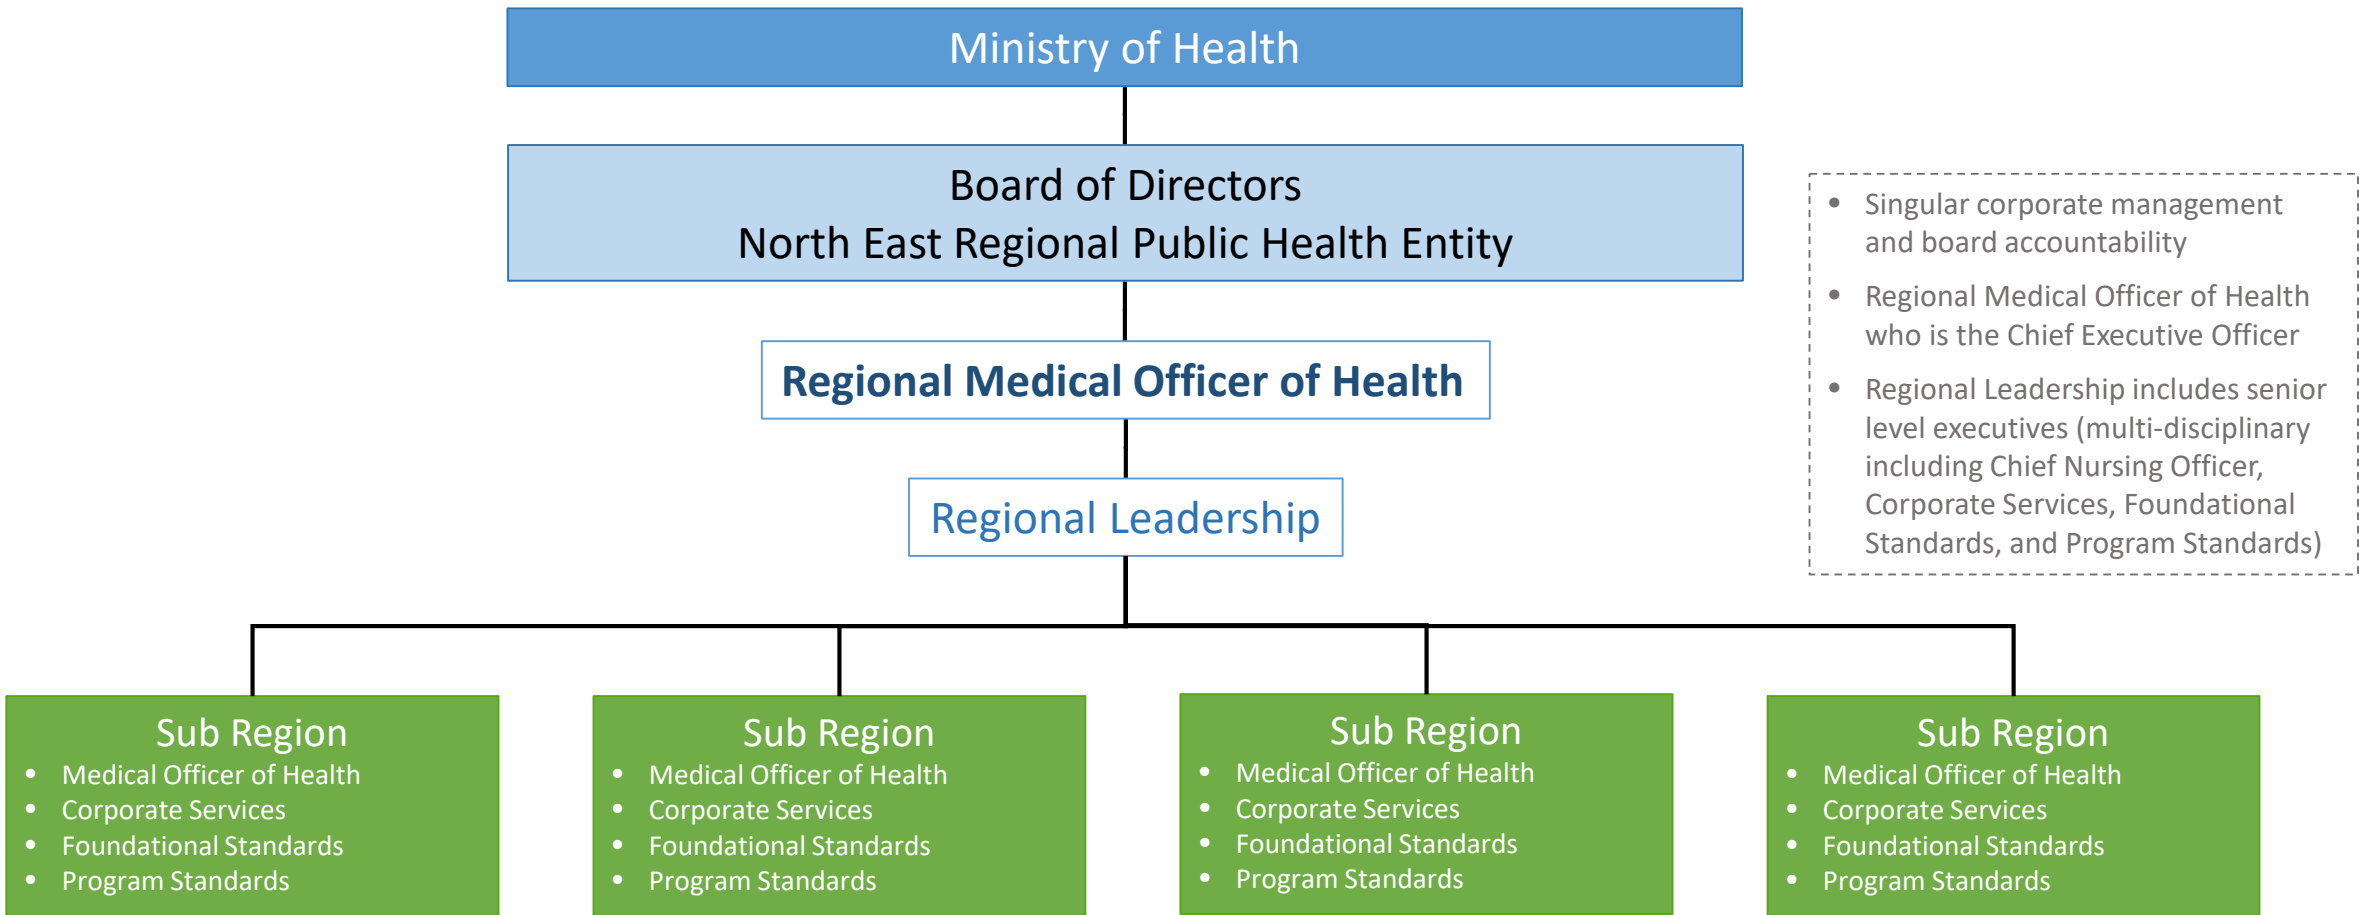 Ministry of Health
Board of Directors
North East Regional Public Health Entity
Regional Medical Officer of Health
Regional Leadership
• Singular corporate management
and board accountability
• Regional Medical Officer of Health
who is the Chief Executive Officer
• Regional Leadership includes senior
level executives (multi-disciplinary
including Chief Nursing Officer,
Corporate Services, Foundational
Standards, and Program Standards)
Sub Region
• Medical Officer of Health
• Corporate Services
• Foundational Standards
• Program Standards
Sub Region
• Medical Officer of Health
• Corporate Services
• Foundational Standards
• Program Standards
Sub Region
• Medical Officer of Health
• Corporate Services
• Foundational Standards
• Program Standards
Sub Region
• Medical Officer of Health
• Corporate Services
• Foundational Standards
• Program Standards